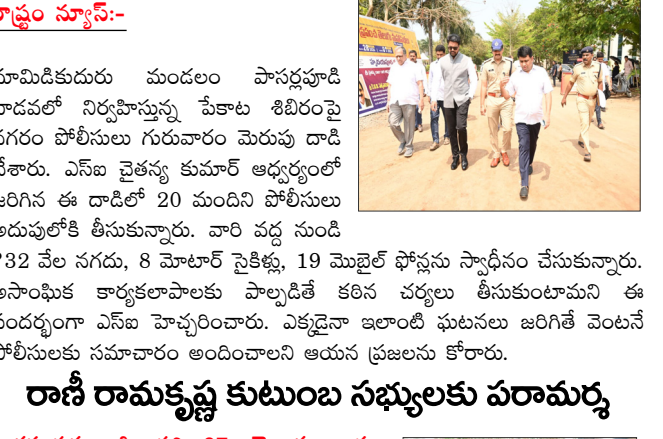 రాష్ట్రం న్యూస్:-
మామిడికుదురు మండలం పాసర్లపూడి
బాడవలో నిర్వహిస్తున్న పేకాట శిబిరంపై
నగరం పోలీసులు గురువారం మెరుపు దాడి
చేశారు. ఎస్ఐ చైతన్య కుమార్ ఆధ్వర్యంలో
జరిగిన ఈ దాడిలో 20 మందిని పోలీసులు
అదుపులోకి తీసుకున్నారు. వారి వద్ద నుండి
32 వేల నగదు, 8 మోటార్ సైకిళ్లు, 19 మొబైల్ ఫోన్లను స్వాధీనం చేసుకున్నారు.
అసాంఘిక కార్యకలాపాలకు పాల్పడితే కఠిన చర్యలు తీసుకుంటామని ఈ
సందర్భంగా ఎస్ఐ హెచ్చరించారు. ఎక్కడైనా ఇలాంటి ఘటనలు జరిగితే వెంటనే
పోలీసులకు సమాచారం అందించాలని ఆయన ప్రజలను కోరారు.
రాణీ రామకృష్ణ కుటుంబ సభ్యులకు పరామర్శ